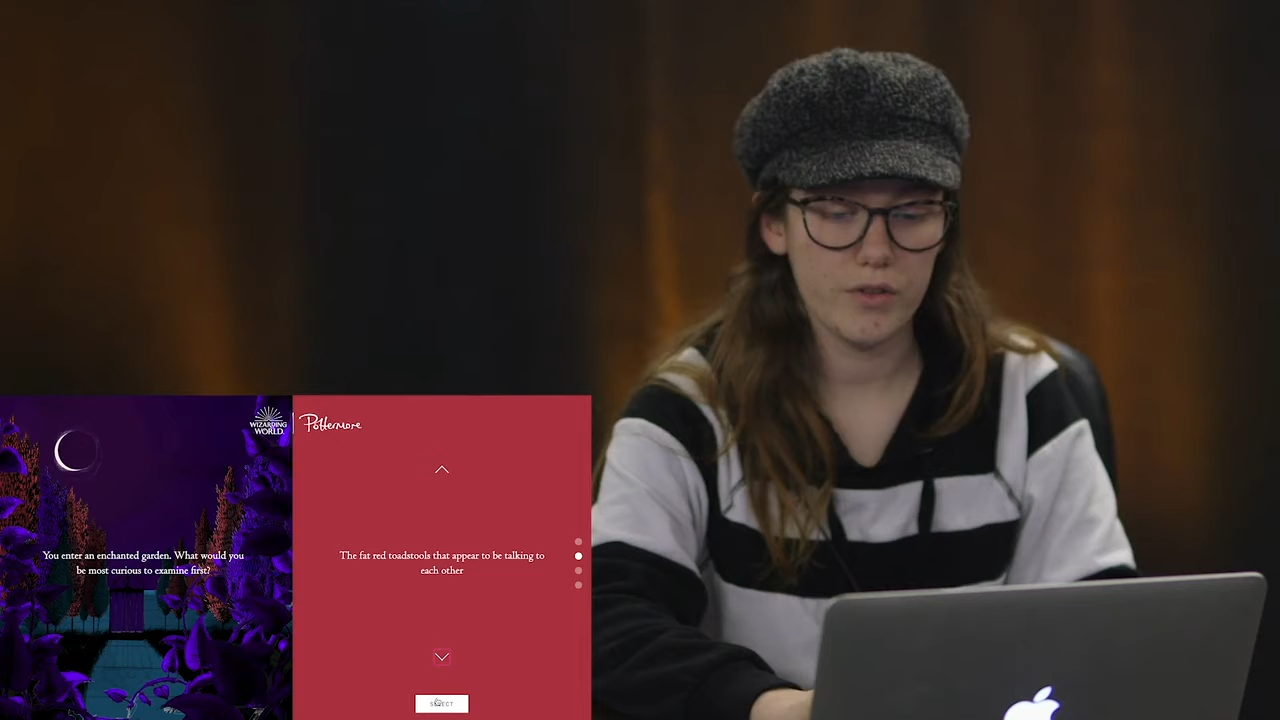 WIZARDING
WORLD
Pottermore
You enter an enchanted garden. What would you
be most curious to examine first?
The fat red toadstools that appear to be talking to
each other
SELECT